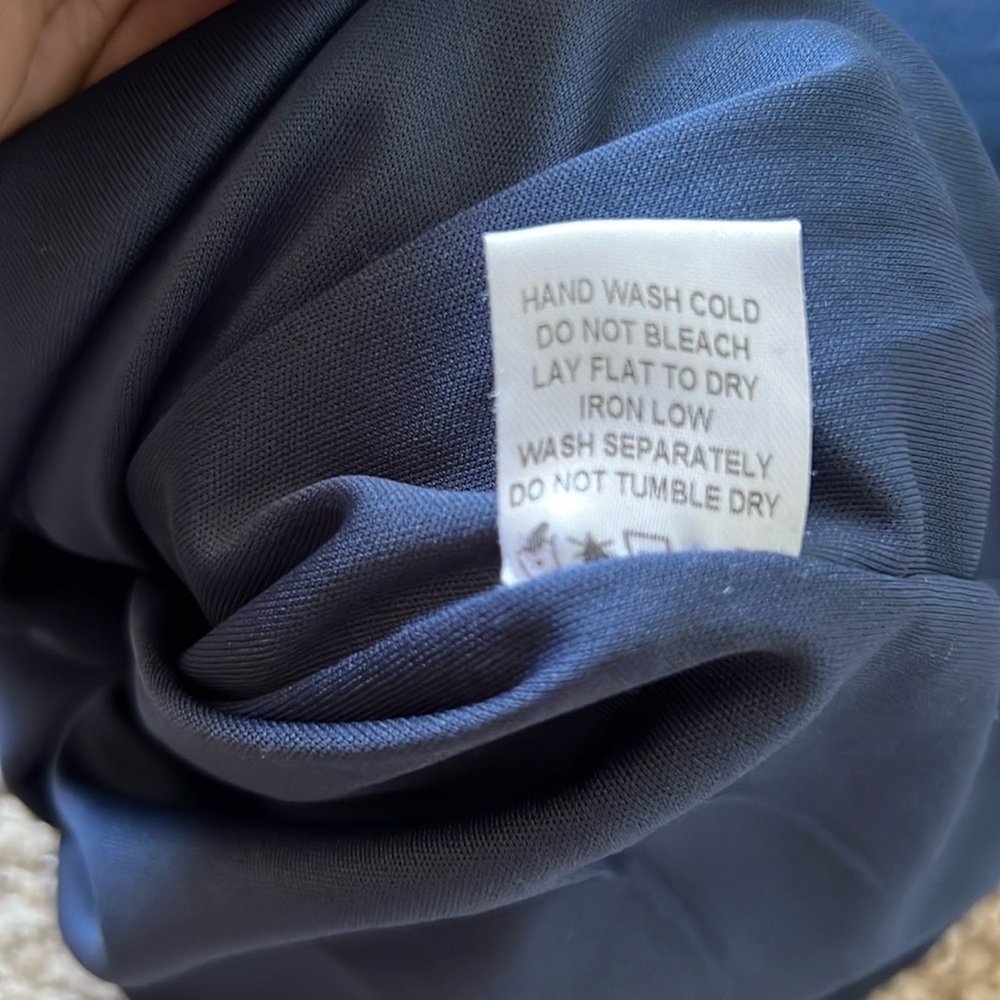 HAND WASH COLD
DO NOT BLEACH
LAY FLAT TO DRY
IRON LOW
WASH SEPARATELY
DO NOT TUMBLE DRY